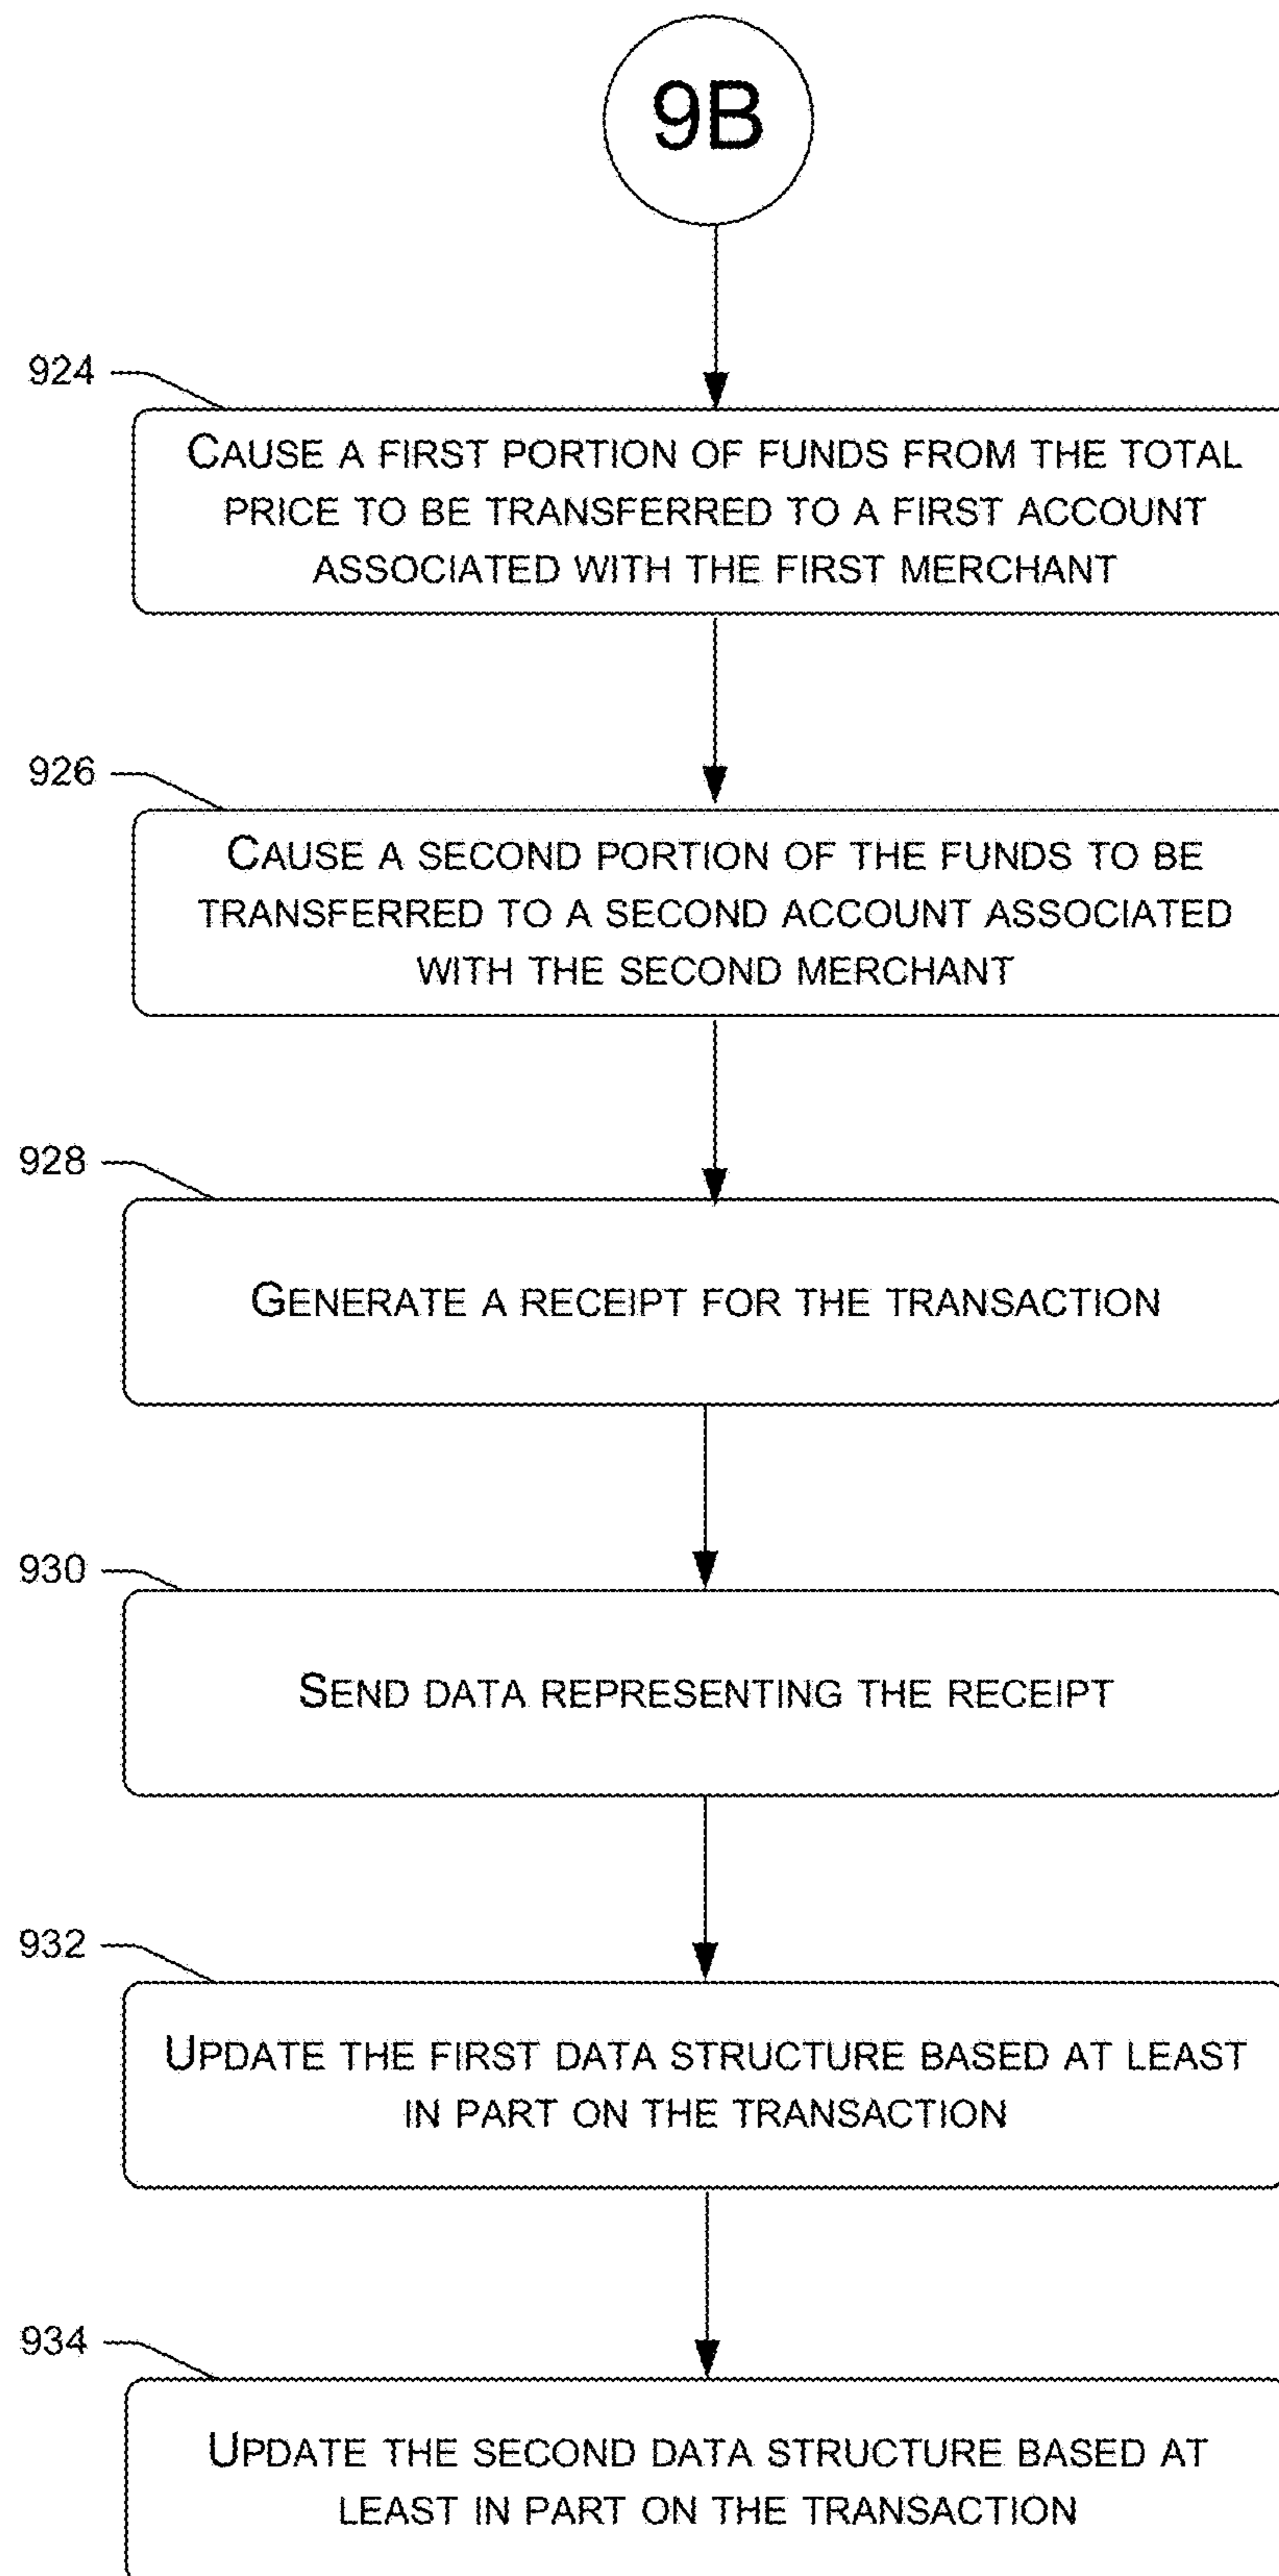 9B
924
CAUSE A FIRST PORTION OF FUNDS FROM THE TOTAL
PRICE TO BE TRANSFERRED TO A FIRST ACCOUNT
ASSOCIATED WITH THE FIRST MERCHANT
926
CAUSE A SECOND PORTION OF THE FUNDS TO BE
TRANSFERRED TO A SECOND ACCOUNT ASSOCIATED
WITH THE SECOND MERCHANT
928
GENERATE A RECEIPT FOR THE TRANSACTION
930
SEND DATA REPRESENTING THE RECEIPT
932
UPDATE THE FIRST DATA STRUCTURE BASED AT LEAST
IN PART ON THE TRANSACTION
934
UPDATE THE SECOND DATA STRUCTURE BASED AT
LEAST IN PART ON THE TRANSACTION